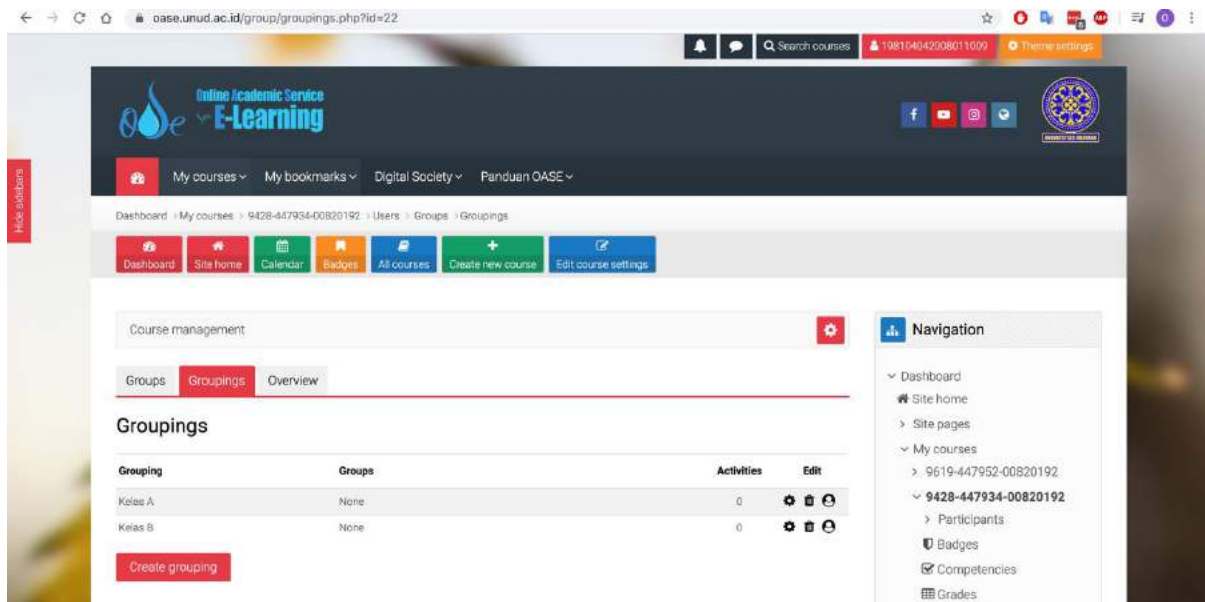 oase.unud.ac.id/group/groupings.php?id=22
Search courses
198104042008011009
Theme settings
Online Academic Service
Oase E-Learning
Hide sidebars
My courses
My bookmarks
Digital Society
Panduan OASE
Dashboard > My courses > 9428-447934-00820192 > Users > Groups > Groupings
Dashboard
Site home
Calendar
Badges
All courses
Create new course
Edit course settings
Course management
Groups
Groupings
Overview
Groupings
Grouping Groups Activities Edit
Kelas A None 0
Kelas B None 0
Create grouping
Navigation
Dashboard
Site home
Site pages
My courses
9619-447952-00820192
9428-447934-00820192
Participants
Badges
Competencies
Grades